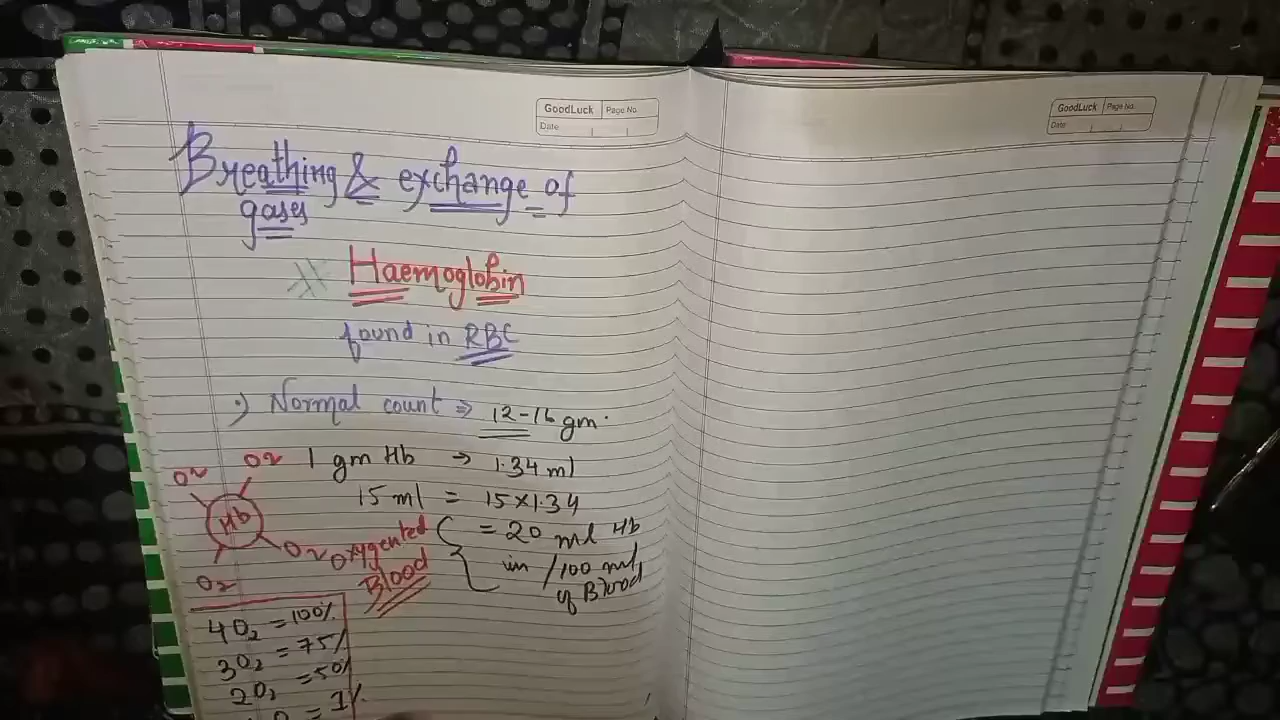 GoodLuck Page No.
Date
GoodLuck Page No.
Date
Breathing & exchange of
gases
Haemoglobin
found in RBC
Normal count ⇒ 12-16 gm.
1 gm Hb → 1.34 ml
15 ml = 15×1.34
= 20 ml Hb
in /100 ml
of Blood
oxygented
Blood
O2
O2
Hb
O2
O2
4O2 = 100%
3O2 = 75%
2O2 = 50%
= 1%